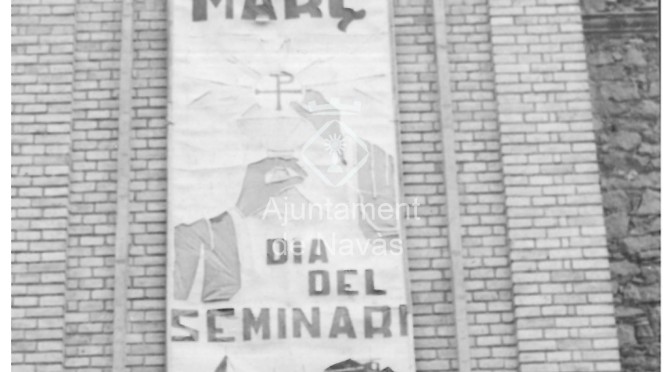 MARÇ
Ajuntament
de Navàs
DIA
DEL
SEMINARI